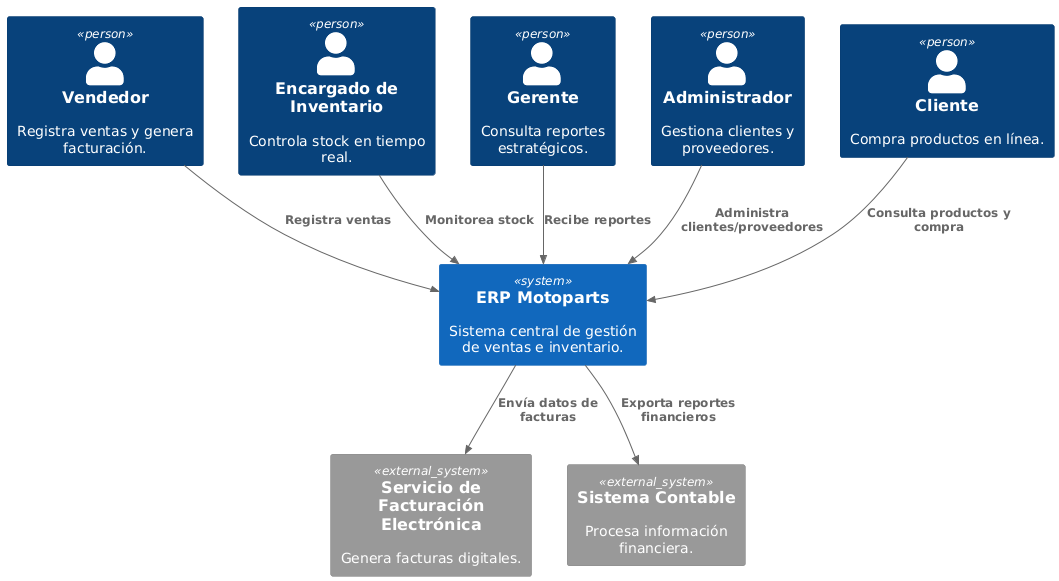 «person»
Vendedor
Registra ventas y genera
facturación.
«person»
Encargado de
Inventario
Controla stock en tiempo
real.
«person»
Gerente
Consulta reportes
estratégicos.
«person»
Administrador
Gestiona clientes y
proveedores.
«person»
Cliente
Compra productos en línea.
Registra ventas
Monitorea stock
Recibe reportes
Administra
clientes/proveedores
Consulta productos y
compra
«system»
ERP Motoparts
Sistema central de gestión
de ventas e inventario.
Envía datos de
facturas
Exporta reportes
financieros
«external_system»
Servicio de
Facturación
Electrónica
Genera facturas digitales.
«external_system»
Sistema Contable
Procesa información
financiera.